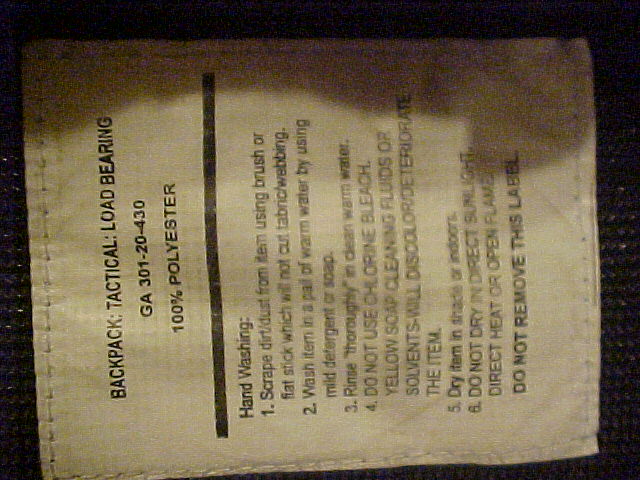 BACKPACK: TACTICAL: LOAD BEARING
GA 301-20-430
100% POLYESTER
Hand Washing:
1. Scrape dirt/dust from item using brush or
flat stick which will not cut fabric/webbing.
2. Wash item in a pail of warm water by using
mild detergent or soap.
3. Rinse "thoroughly" in clean warm water.
4. DO NOT USE CHLORINE BLEACH,
YELLOW SOAP CLEANING FLUIDS OR
SOLVENTS-WILL DISCOLOR/DETERIORATE
THE ITEM.
5. Dry item in shade or indoors.
6. DO NOT DRY IN DIRECT SUNLIGHT,
DIRECT HEAT OR OPEN FLAME.
DO NOT REMOVE THIS LABEL.